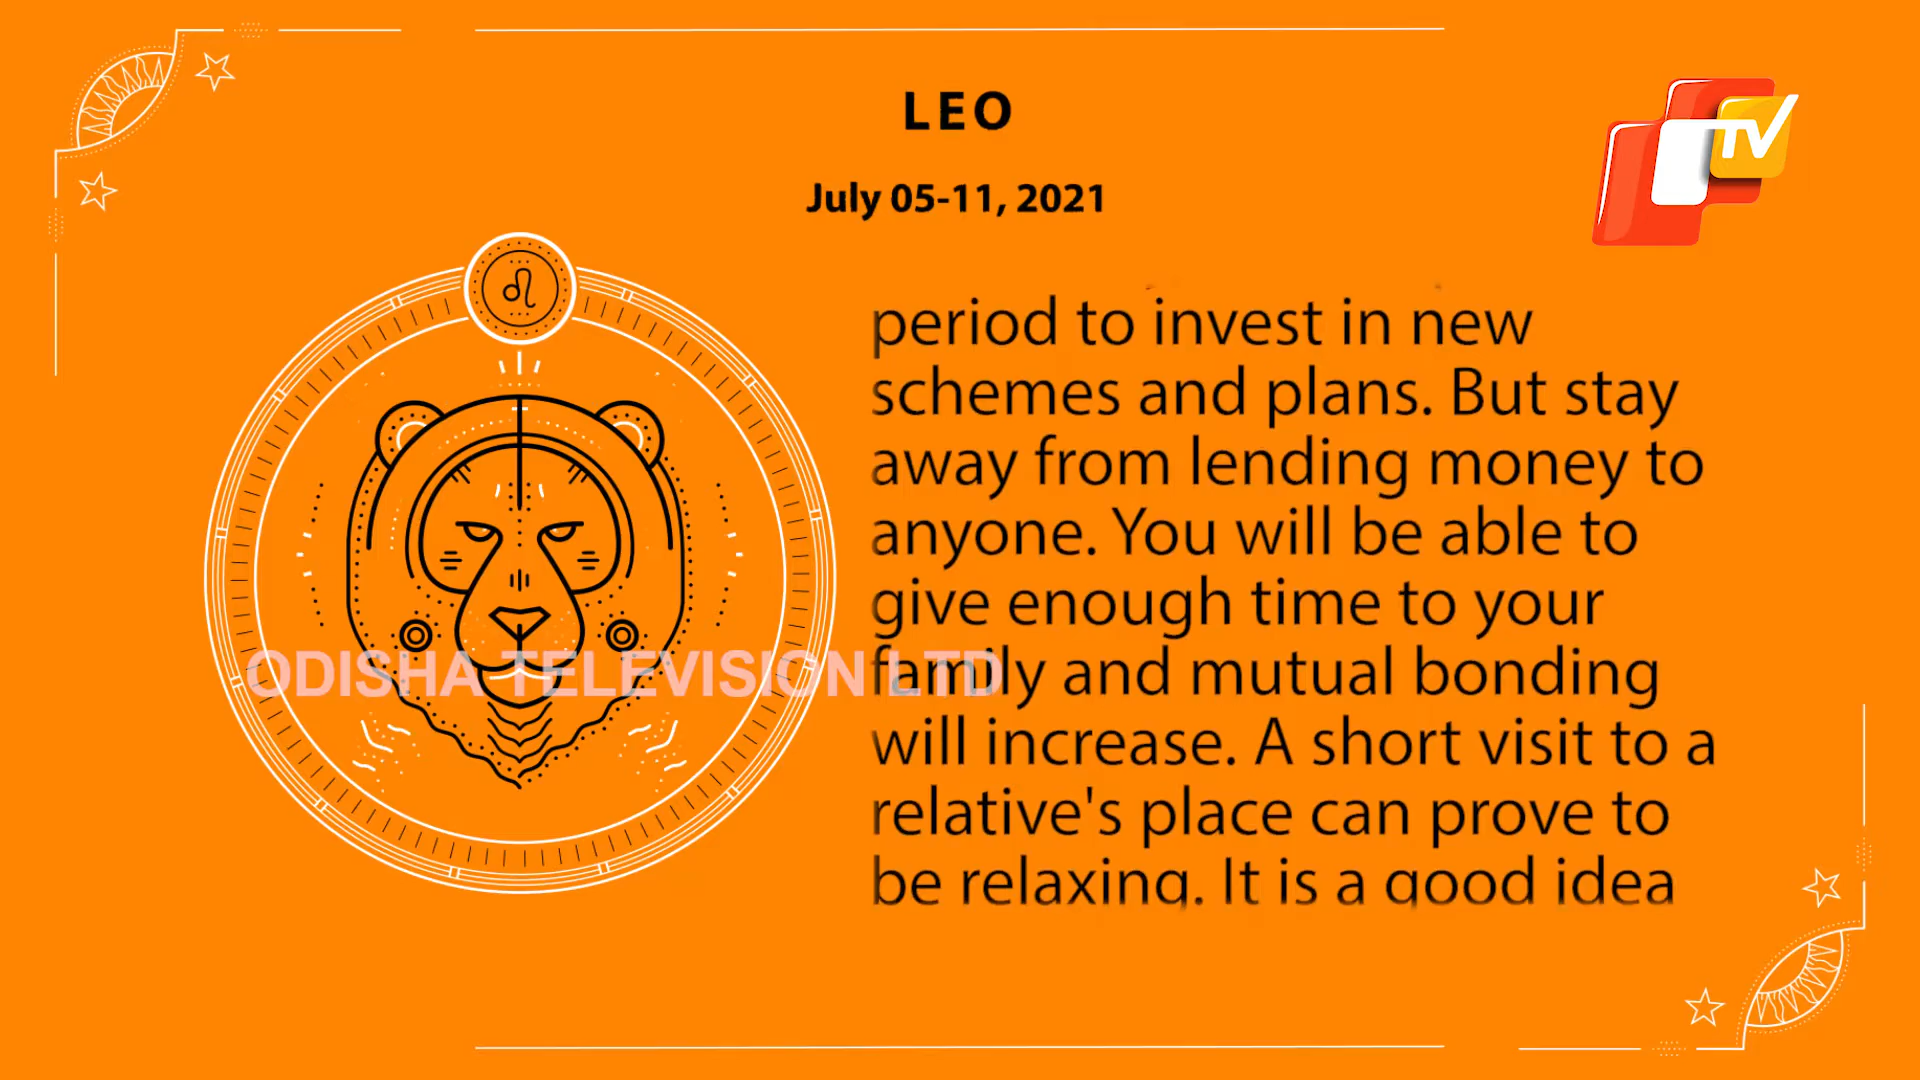 LEO
July 05-11, 2021
TV
period to invest in new
schemes and plans. But stay
away from lending money to
anyone. You will be able to
give enough time to your
family and mutual bonding
will increase. A short visit to a
relative's place can prove to
be relaxing. It is a good idea
ODISHA TELEVISION LTD